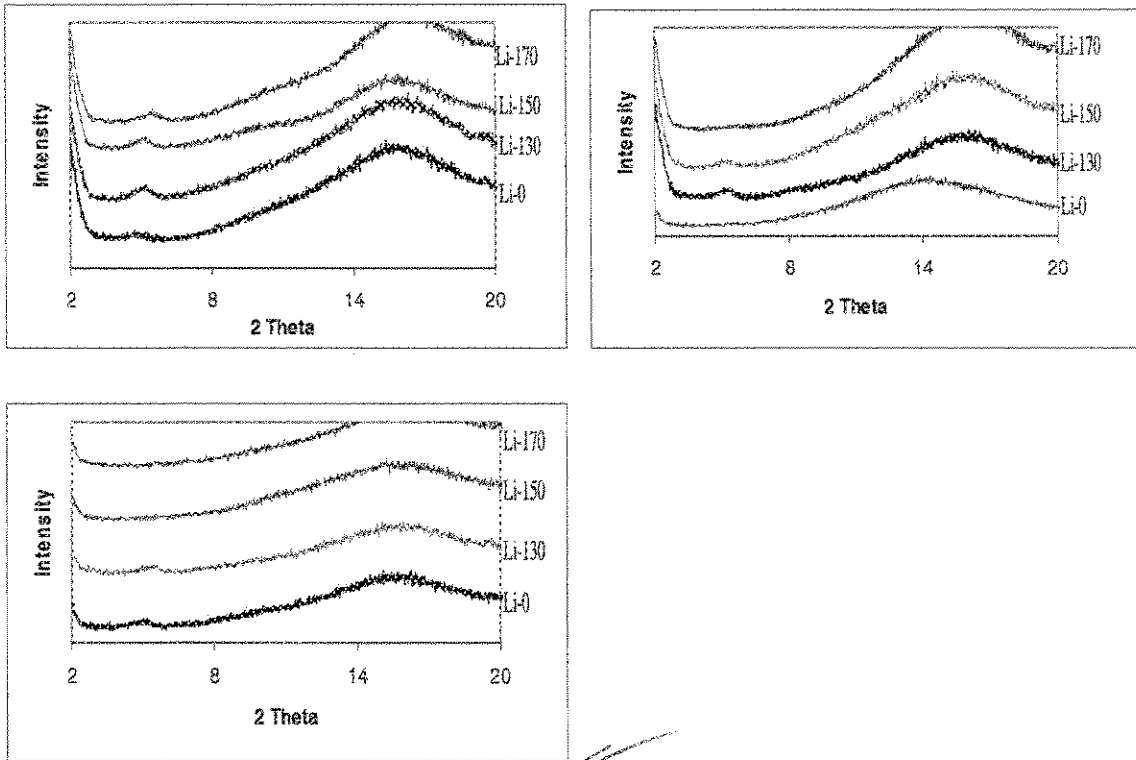 Intensity
Li-170
Li-150
Li-130
Li-0
2 8 14 20
2 Theta
Intensity
Li-170
Li-150
Li-130
Li-0
2 8 14 20
2 Theta
Intensity
Li-170
Li-150
Li-130
Li-0
2 8 14 20
2 Theta